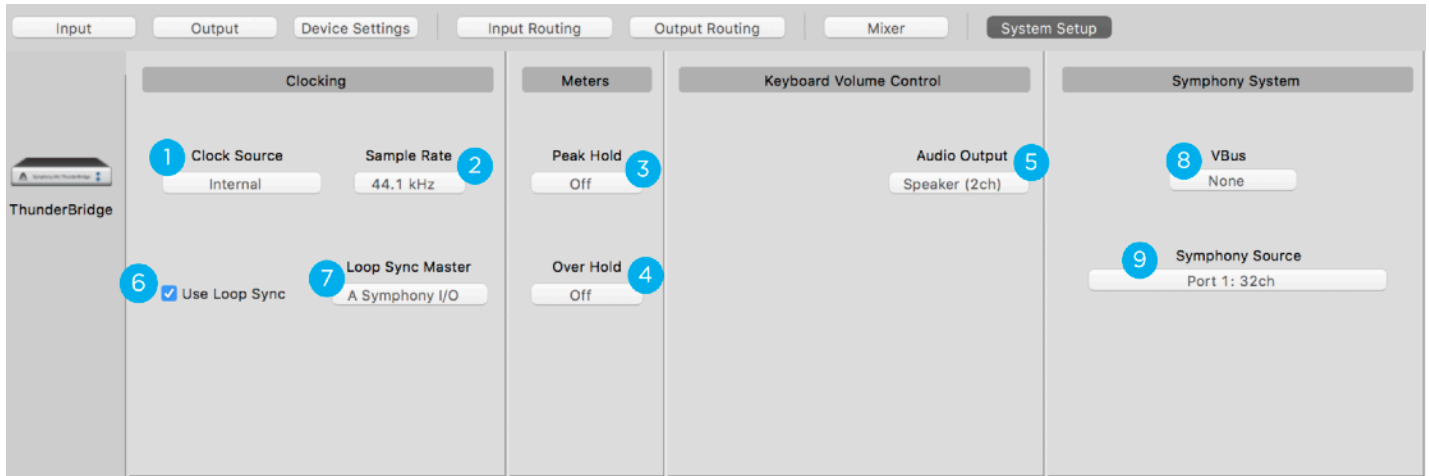 Input Output Device Settings Input Routing Output Routing Mixer System Setup
Clocking Meters Keyboard Volume Control Symphony System
1 Clock Source Sample Rate 2 Peak Hold 3 Audio Output 5 8 VBus
Internal 44.1 kHz Off Speaker (2ch) None
ThunderBridge
6 Use Loop Sync 7 Loop Sync Master Over Hold 4 9 Symphony Source
A Symphony I/O Off Port 1: 32ch